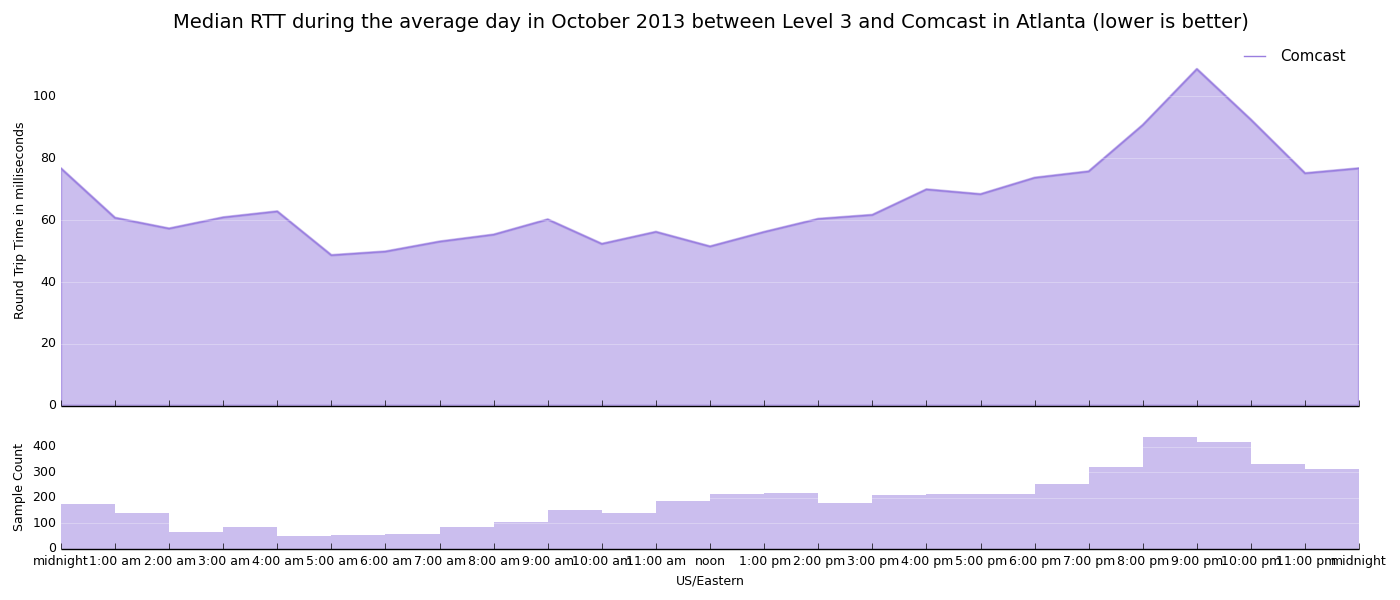 Median RTT during the average day in October 2013 between Level 3 and Comcast in Atlanta (lower is better)
Comcast
Round Trip Time in milliseconds
100
80
60
40
20
0
Sample Count
400
300
200
100
0
midnight 1:00 am 2:00 am 3:00 am 4:00 am 5:00 am 6:00 am 7:00 am 8:00 am 9:00 am 10:00 am 11:00 am noon 1:00 pm 2:00 pm 3:00 pm 4:00 pm 5:00 pm 6:00 pm 7:00 pm 8:00 pm 9:00 pm 10:00 pm 11:00 pm midnight
US/Eastern